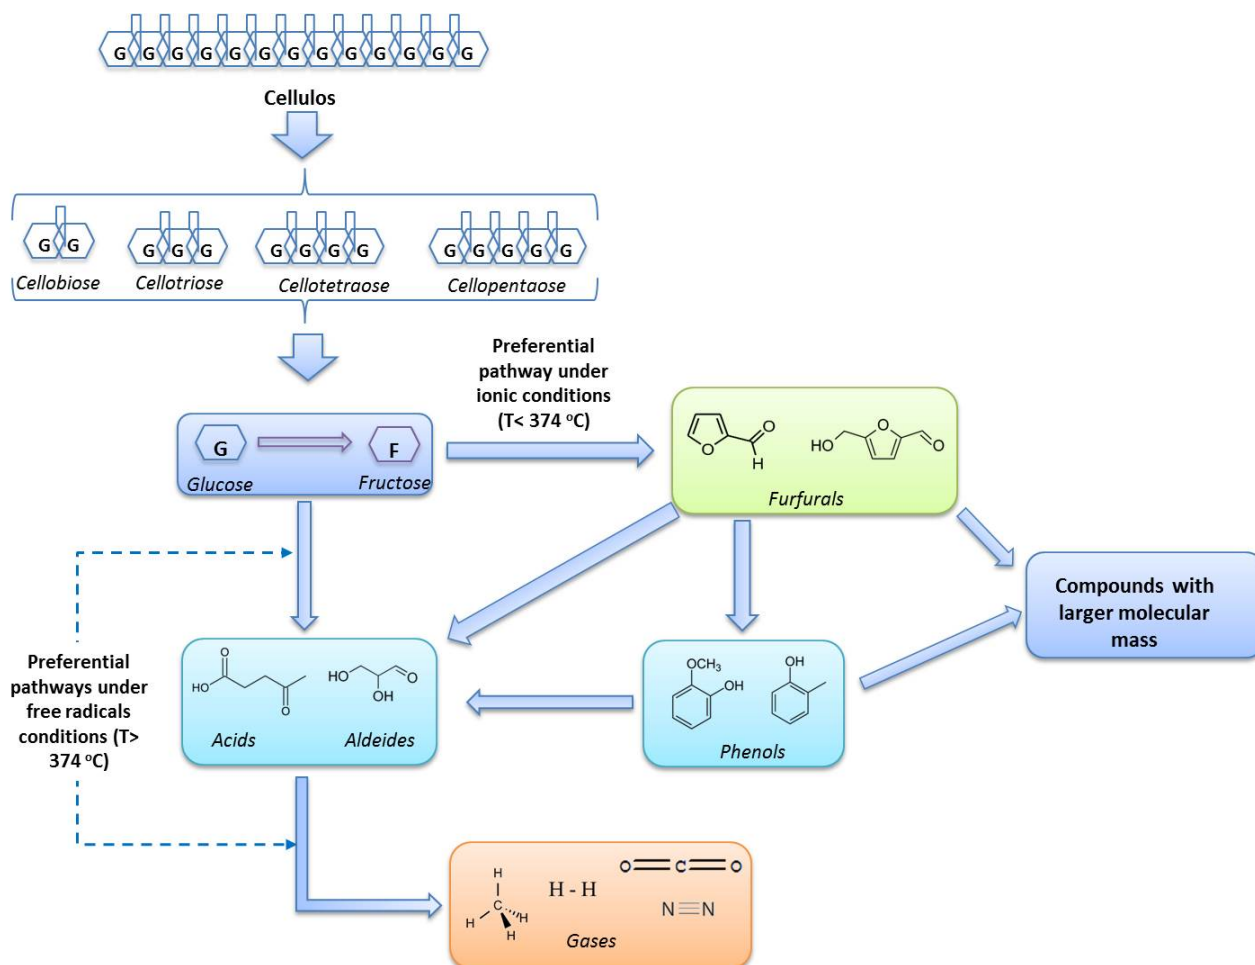 G G G G G G G G G G G G G
Cellulos
G G
G G G
G G G G
G G G G G
Cellobiose
Cellotriose
Cellotetraose
Cellopentaose
Preferential
pathway under
ionic conditions
(T< 374 °C)
G
F
Glucose
Fructose
O
O
H
HO
O
O
Furfurals
Compounds with
larger molecular
mass
Preferential
pathways under
free radicals
conditions (T>
374 °C)
O
HO
O
HO
O
OH
Acids
Aldeides
OCH₃
OH
OH
Phenols
H
C
H
H
H
H - H
O=C=O
N≡N
Gases